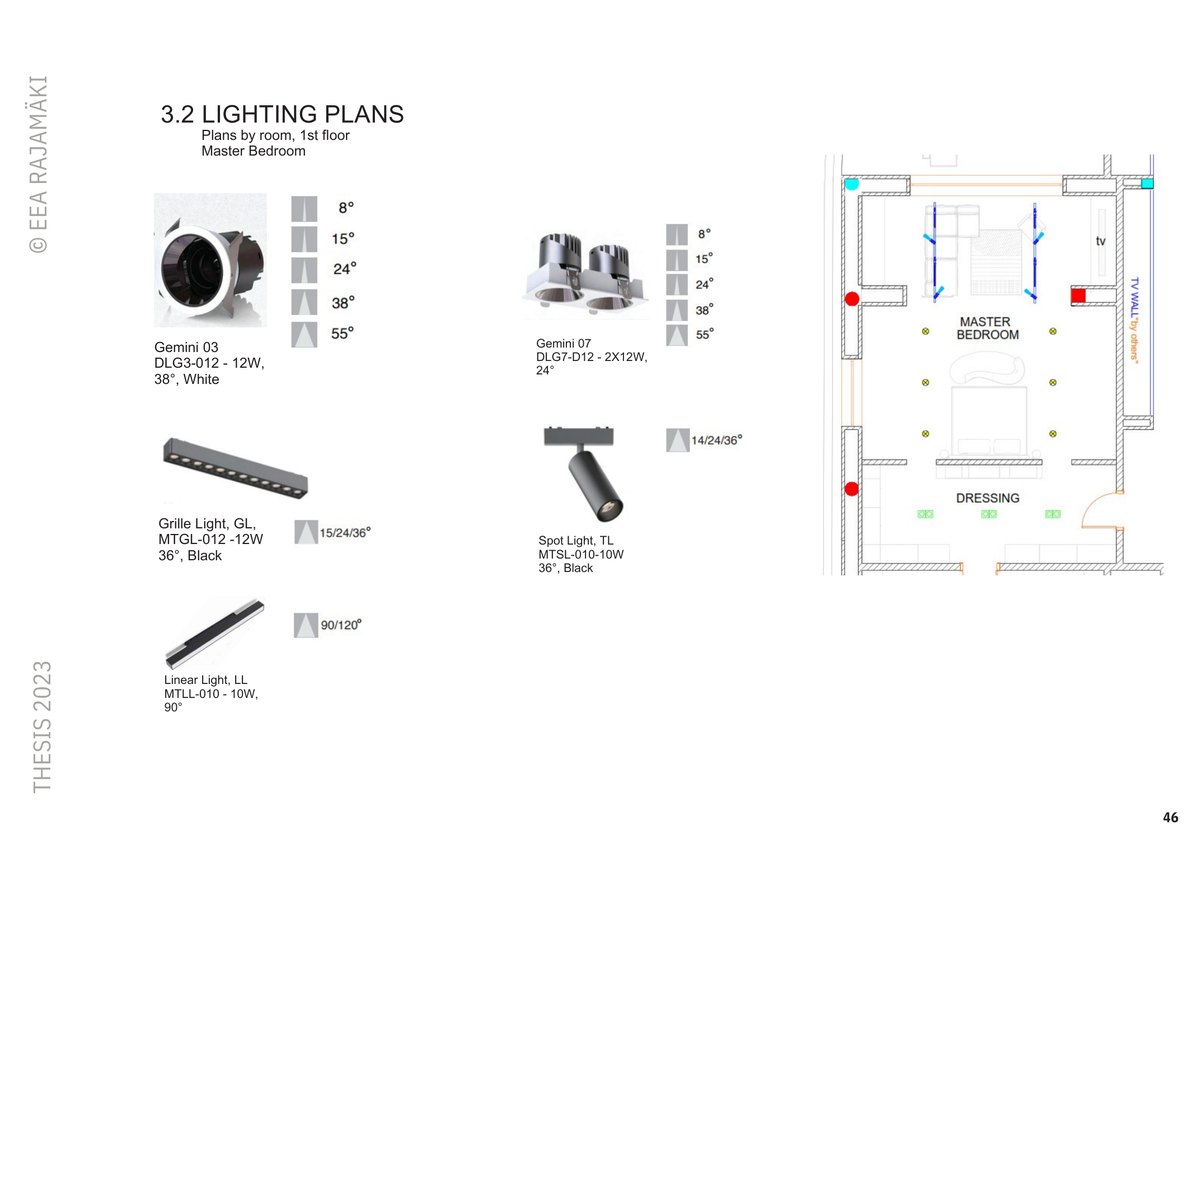 © EEA RAJAMÄKI
THESIS 2023
3.2 LIGHTING PLANS
Plans by room, 1st floor
Master Bedroom
8°
15°
24°
38°
55°
Gemini 03
DLG3-012 - 12W,
38°, White
8°
15°
24°
38°
55°
Gemini 07
DLG7-D12 - 2X12W,
24°
Grille Light, GL,
MTGL-012 -12W
36°, Black
15/24/36°
Spot Light, TL
MTSL-010-10W
36°, Black
14/24/36°
Linear Light, LL
MTLL-010 - 10W,
90°
90/120°
tv
MASTER
BEDROOM
TV WALL"by others"
DRESSING
46